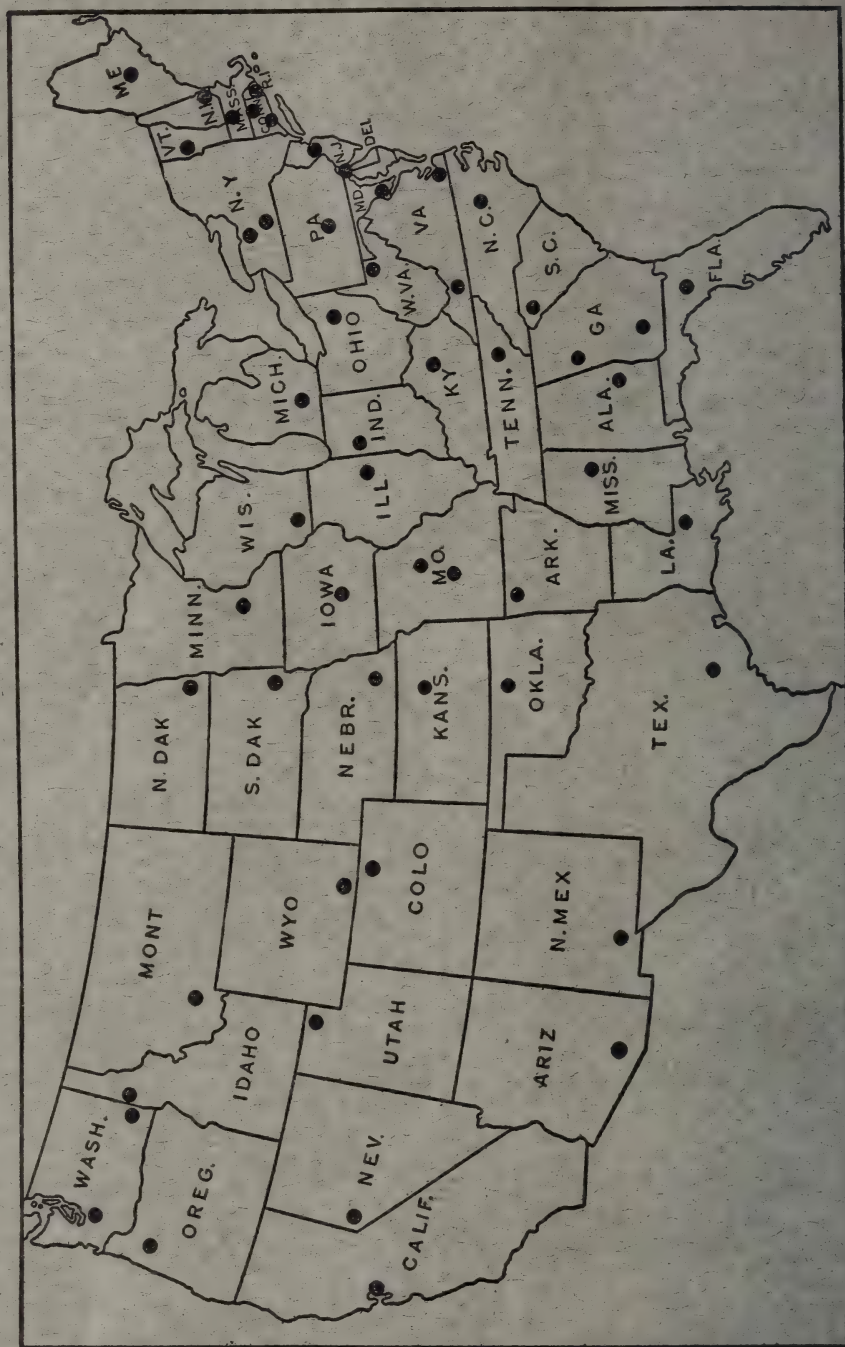 WASH.
OREG.
CALIF.
NEV.
IDAHO
MONT
WYO
UTAH
ARIZ
COLO
N.MEX
N. DAK
S. DAK
NEBR.
KANS.
OKLA.
TEX.
MINN.
IOWA
MO.
ARK.
LA.
WIS.
ILL
MICH.
IND.
OHIO
KY
TENN.
MISS.
ALA.
GA
FLA.
S. C.
N. C.
VA
W.VA.
MD.
DEL
N.J.
PA
N.Y
VT.
N.H.
MASS.
CONN
R.I.
ME